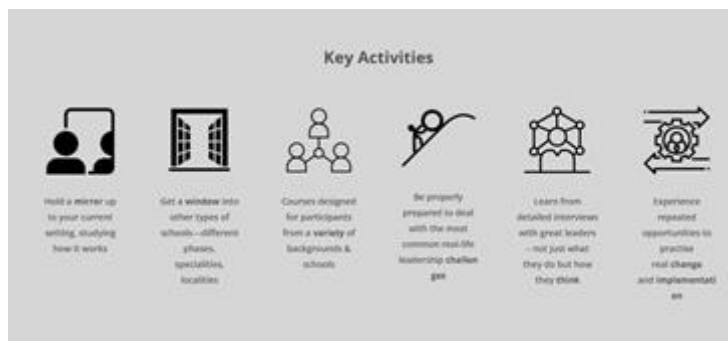 Key Activities
Hold a mirror up
to your current
setting, studying
how it works
Get a window into
other types of
schools – different
phases,
specialities,
localities
Courses designed
for participants
from a variety of
backgrounds &
schools
Be properly
prepared to deal
with the most
common real-life
leadership challen
ges
Learn from
detailed interviews
with great leaders
– not just what
they do but how
they think
Experience
repeated
opportunities to
practise
real change
and implementati
on